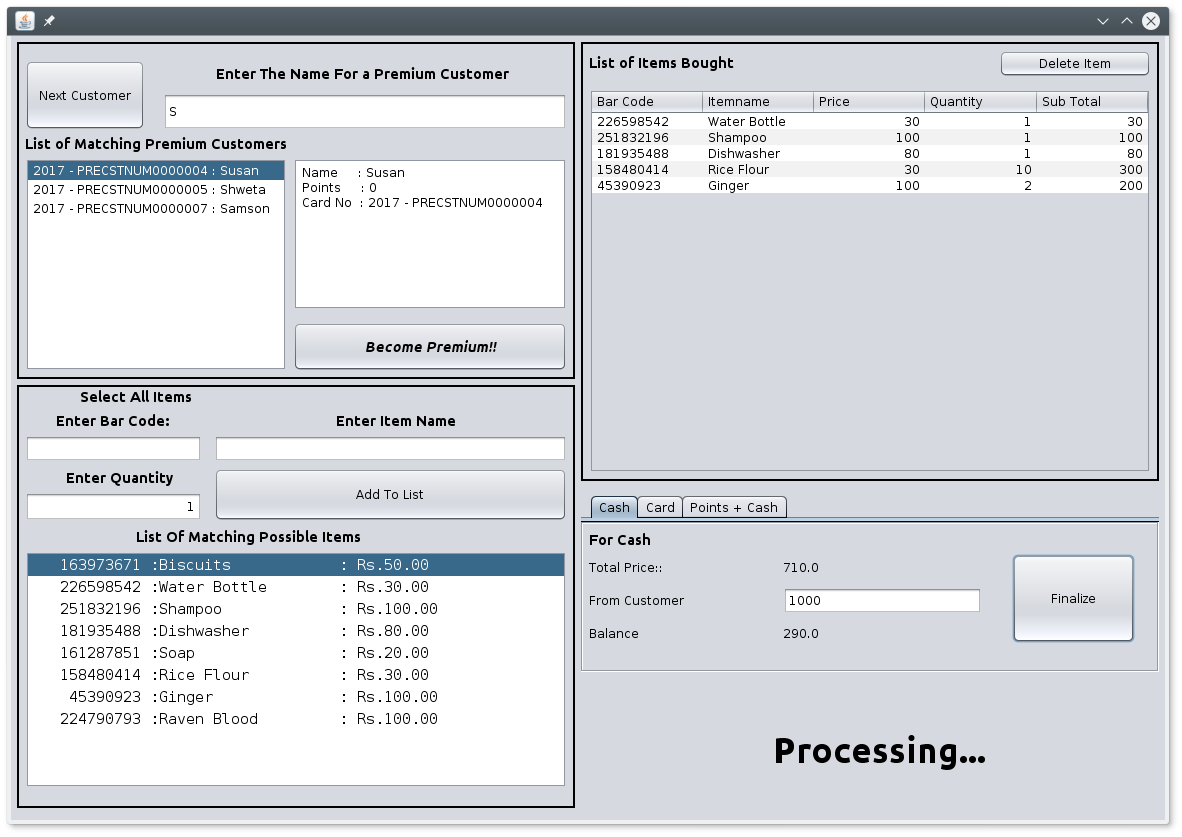 Next Customer
Enter The Name For a Premium Customer
S
List of Matching Premium Customers
2017 - PRECSTNUM0000004 : Susan
2017 - PRECSTNUM0000005 : Shweta
2017 - PRECSTNUM0000007 : Samson
Name : Susan
Points : 0
Card No : 2017 - PRECSTNUM0000004
Become Premium!!
Select All Items
Enter Bar Code:
Enter Item Name
Enter Quantity
1
Add To List
List Of Matching Possible Items
163973671 :Biscuits : Rs.50.00
226598542 :Water Bottle : Rs.30.00
251832196 :Shampoo : Rs.100.00
181935488 :Dishwasher : Rs.80.00
161287851 :Soap : Rs.20.00
158480414 :Rice Flour : Rs.30.00
45390923 :Ginger : Rs.100.00
224790793 :Raven Blood : Rs.100.00
List of Items Bought
Delete Item
Bar Code Itemname Price Quantity Sub Total
226598542 Water Bottle 30 1 30
251832196 Shampoo 100 1 100
181935488 Dishwasher 80 1 80
158480414 Rice Flour 30 10 300
45390923 Ginger 100 2 200
Cash Card Points + Cash
For Cash
Total Price:: 710.0
From Customer 1000
Balance 290.0
Finalize
Processing...